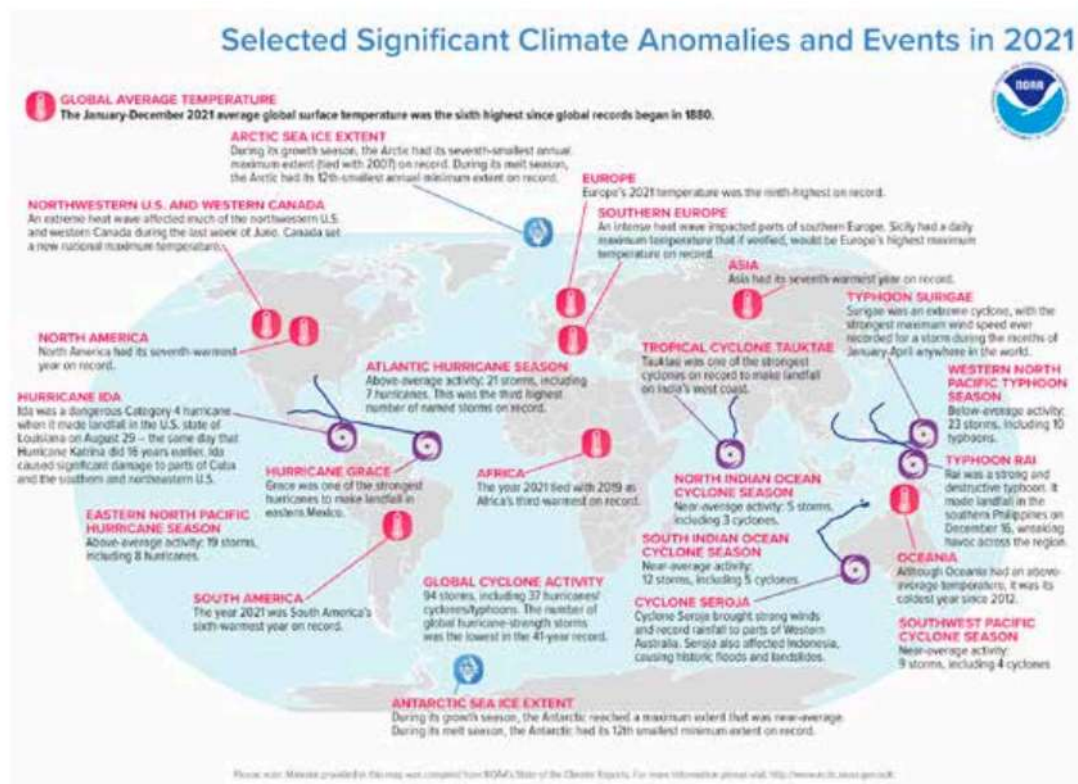 Selected Significant Climate Anomalies and Events in 2021
NOAA
GLOBAL AVERAGE TEMPERATURE
The January-December 2021 average global surface temperature was the sixth highest since global records began in 1880.
ARCTIC SEA ICE EXTENT
During its growth season, the Arctic had its seventh-smallest annual
maximum extent (tied with 2007) on record. During its melt season,
the Arctic had its 12th-smallest annual minimum extent on record.
EUROPE
Europe's 2021 temperature was the ninth-highest on record.
NORTHWESTERN U.S. AND WESTERN CANADA
An extreme heat wave affected much of the northwestern U.S.
and western Canada during the last week of June. Canada set
a new national maximum temperature.
SOUTHERN EUROPE
An intense heat wave impacted parts of southern Europe. Sicily had a daily
maximum temperature that if verified, would be Europe's highest maximum
temperature on record.
ASIA
Asia had its seventh-warmest year on record.
TYPHOON SURIGAE
Surigae was an extreme cyclone, with the
strongest maximum wind speed ever
recorded for a storm during the months of
January-April anywhere in the world.
NORTH AMERICA
North America had its seventh-warmest
year on record.
ATLANTIC HURRICANE SEASON
Above-average activity: 21 storms, including
7 hurricanes. This was the third highest
number of named storms on record.
TROPICAL CYCLONE TAUKTAE
Tauktae was one of the strongest
cyclones on record to make landfall
on India's west coast.
WESTERN NORTH
PACIFIC TYPHOON
SEASON
Below-average activity:
23 storms, including 10
typhoons.
HURRICANE IDA
Ida was a dangerous Category 4 hurricane
when it made landfall in the U.S. state of
Louisiana on August 29 – the same day that
Hurricane Katrina did 16 years earlier. Ida
caused significant damage to parts of Cuba
and the southern and northeastern U.S.
HURRICANE GRACE
Grace was one of the strongest
hurricanes to make landfall in
eastern Mexico.
AFRICA
The year 2021 tied with 2019 as
Africa's third warmest on record.
NORTH INDIAN OCEAN
CYCLONE SEASON
Near-average activity: 5 storms,
including 3 cyclones.
TYPHOON RAI
Rai was a strong and
destructive typhoon. It
made landfall in the
southern Philippines on
December 16, wreaking
havoc across the region.
EASTERN NORTH PACIFIC
HURRICANE SEASON
Above-average activity: 19 storms,
including 8 hurricanes.
SOUTH INDIAN OCEAN
CYCLONE SEASON
Near-average activity:
12 storms, including 5 cyclones.
OCEANIA
Although Oceania had an above-
average temperature, it was its
coldest year since 2012.
SOUTH AMERICA
The year 2021 was South America's
sixth-warmest year on record.
GLOBAL CYCLONE ACTIVITY
94 storms, including 37 hurricanes/
cyclones/typhoons. The number of
global hurricane-strength storms
was the lowest in the 41-year record.
CYCLONE SEROJA
Cyclone Seroja brought strong winds
and record rainfall to parts of Western
Australia. Seroja also affected Indonesia,
causing historic floods and landslides.
SOUTHWEST PACIFIC
CYCLONE SEASON
Near-average activity:
9 storms, including 4 cyclones
ANTARCTIC SEA ICE EXTENT
During its growth season, the Antarctic reached a maximum extent that was near-average.
During its melt season, the Antarctic had its 12th smallest minimum extent on record.
Please note: Material provided in this map was compiled from NOAA's State of the Climate Reports. For more information please visit: